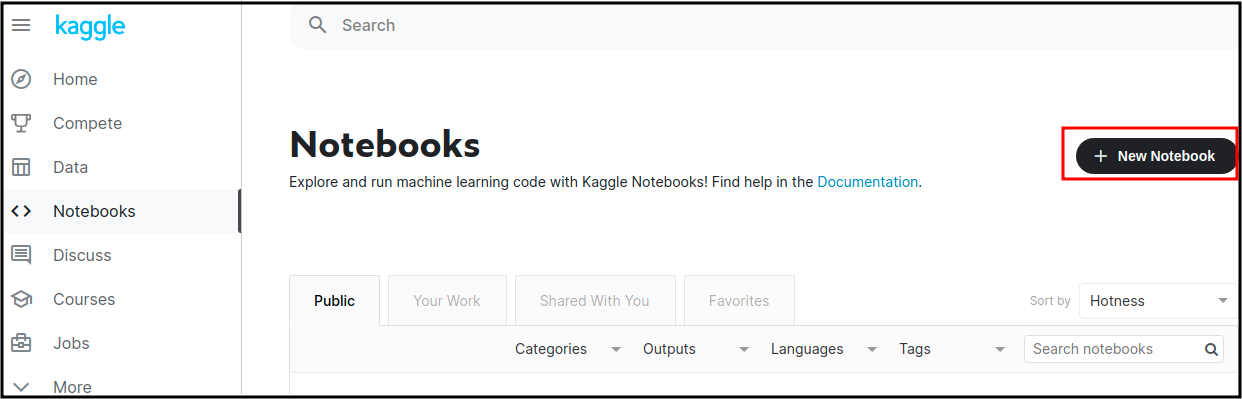 kaggle
Search
Home
Compete
Data
Notebooks
Discuss
Courses
Jobs
More
Notebooks
+ New Notebook
Explore and run machine learning code with Kaggle Notebooks! Find help in the Documentation.
Public Your Work Shared With You Favorites Sort by Hotness
Categories Outputs Languages Tags Search notebooks